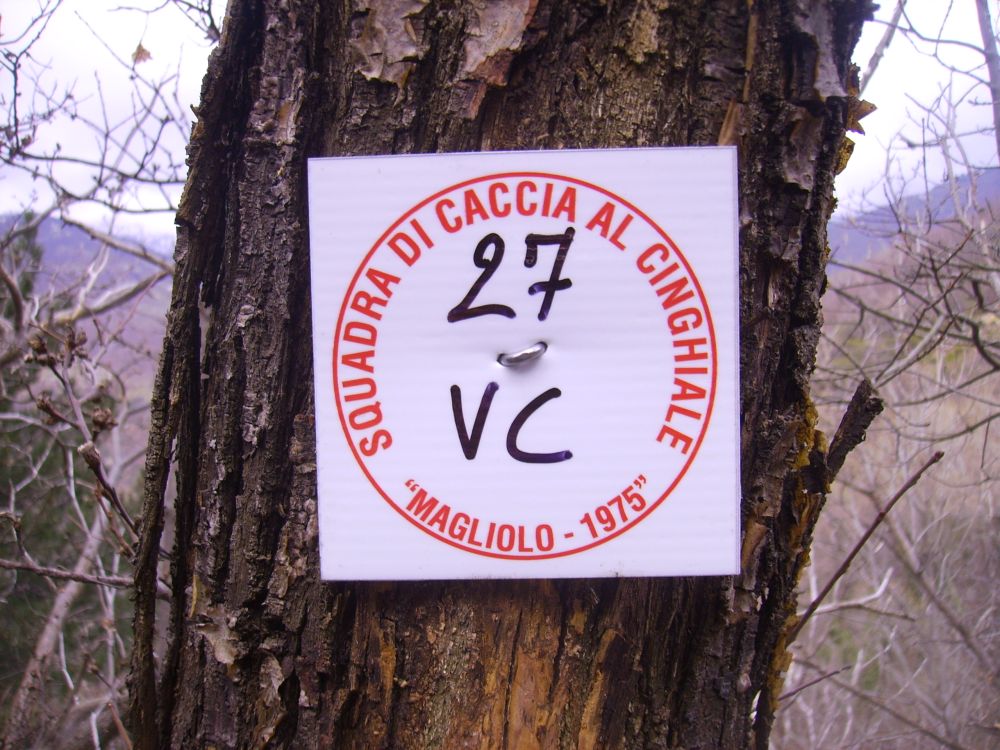 SQUADRA DI CACCIA AL CINGHIALE
27
VC
“MAGLIOLO - 1975”